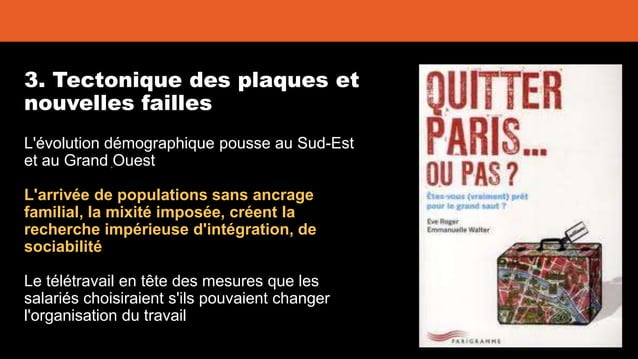 3. Tectonique des plaques et
nouvelles failles
L'évolution démographique pousse au Sud-Est
et au Grand Ouest
L'arrivée de populations sans ancrage
familial, la mixité imposée, créent la
recherche impérieuse d'intégration, de
sociabilité
Le télétravail en tête des mesures que les
salariés choisiraient s'ils pouvaient changer
l'organisation du travail
QUITTER
PARIS...
OU PAS ?
Êtes-vous (vraiment) prêt
pour le grand saut ?
Eve Roger
Emmanuelle Walter
PARIGRAMME